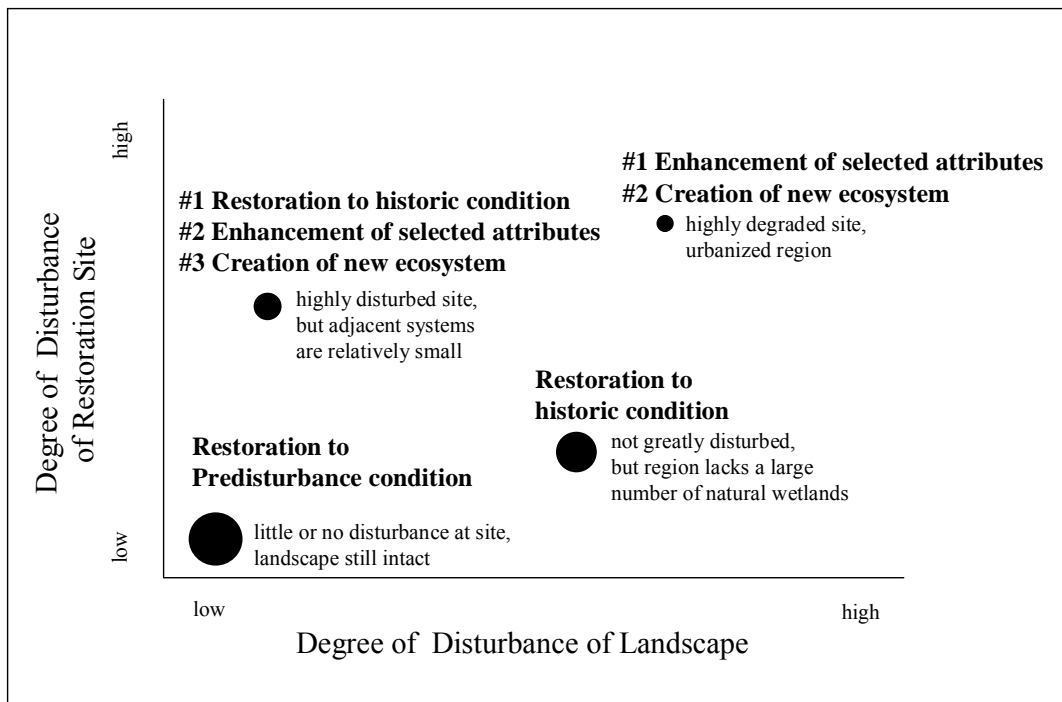 high
Degree of Disturbance
of Restoration Site
low
#1 Restoration to historic condition
#2 Enhancement of selected attributes
#3 Creation of new ecosystem
highly disturbed site,
but adjacent systems
are relatively small
#1 Enhancement of selected attributes
#2 Creation of new ecosystem
highly degraded site,
urbanized region
Restoration to
Predisturbance condition
little or no disturbance at site,
landscape still intact
Restoration to
historic condition
not greatly disturbed,
but region lacks a large
number of natural wetlands
low
high
Degree of Disturbance of Landscape